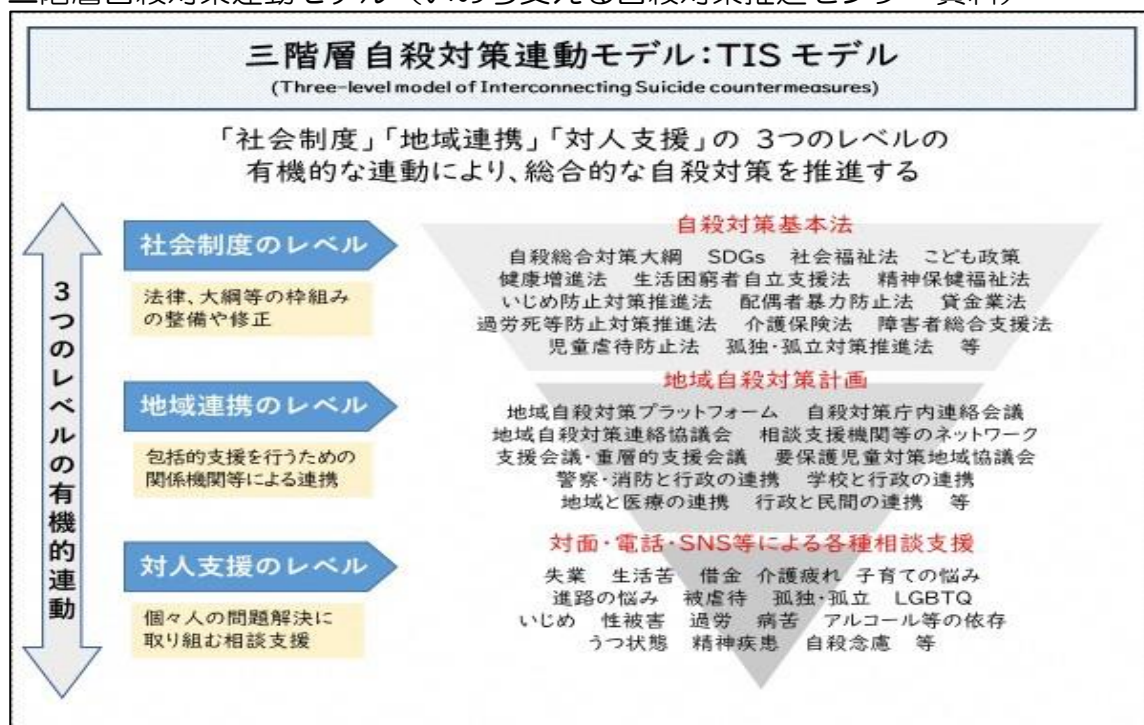 三階層自殺対策連動モデル（いのち支える自殺対策推進センター資料）
三階層自殺対策連動モデル：TISモデル
(Three-level model of Interconnecting Suicide countermeasures)
「社会制度」「地域連携」「対人支援」の 3つのレベルの
有機的な連動により、総合的な自殺対策を推進する
3つのレベルの有機的連動
社会制度のレベル
法律、大綱等の枠組み
の整備や修正
自殺対策基本法
自殺総合対策大綱 SDGs 社会福祉法 こども政策
健康増進法 生活困窮者自立支援法 精神保健福祉法
いじめ防止対策推進法 配偶者暴力防止法 貸金業法
過労死等防止対策推進法 介護保険法 障害者総合支援法
児童虐待防止法 孤独・孤立対策推進法 等
地域連携のレベル
包括的支援を行うための
関係機関等による連携
地域自殺対策計画
地域自殺対策プラットフォーム 自殺対策庁内連絡会議
地域自殺対策連絡協議会 相談支援機関等のネットワーク
支援会議・重層的支援会議 要保護児童対策地域協議会
警察・消防と行政の連携 学校と行政の連携
地域と医療の連携 行政と民間の連携 等
対人支援のレベル
個々人の問題解決に
取り組む相談支援
対面・電話・SNS等による各種相談支援
失業 生活苦 借金 介護疲れ 子育ての悩み
進路の悩み 被虐待 孤独・孤立 LGBTQ
いじめ 性被害 過労 病苦 アルコール等の依存
うつ状態 精神疾患 自殺念慮 等